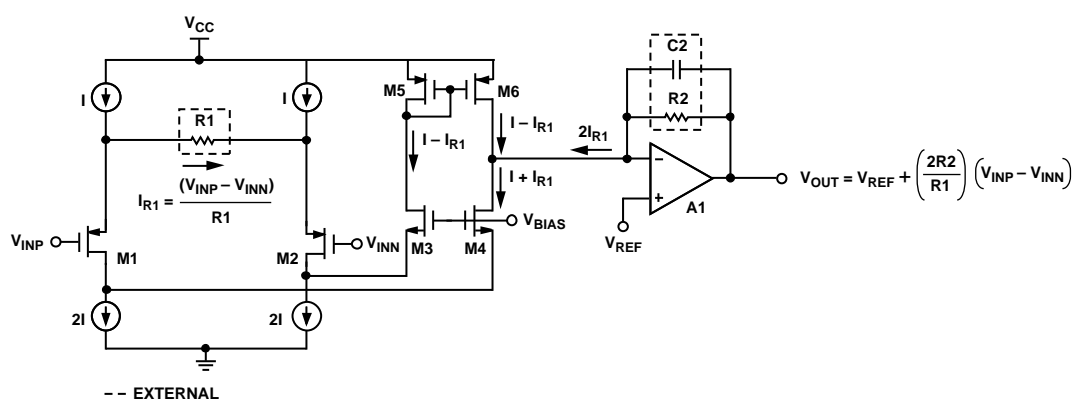 VCC
I
I
R1
IR1 = (VINP – VINN) / R1
VINP
M1
M2
VINN
2I
2I
M5
M6
I – IR1
I – IR1
I + IR1
M3
M4
VBIAS
2IR1
C2
R2
–
+
A1
VREF
VOUT = VREF + (2R2 / R1) (VINP – VINN)
-- EXTERNAL